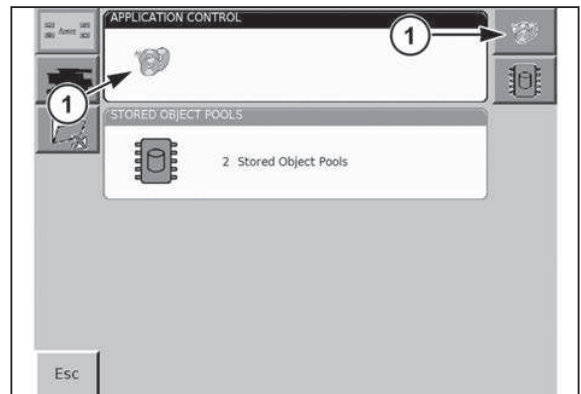 APPLICATION CONTROL
1
1
STORED OBJECT POOLS
2 Stored Object Pools
Esc